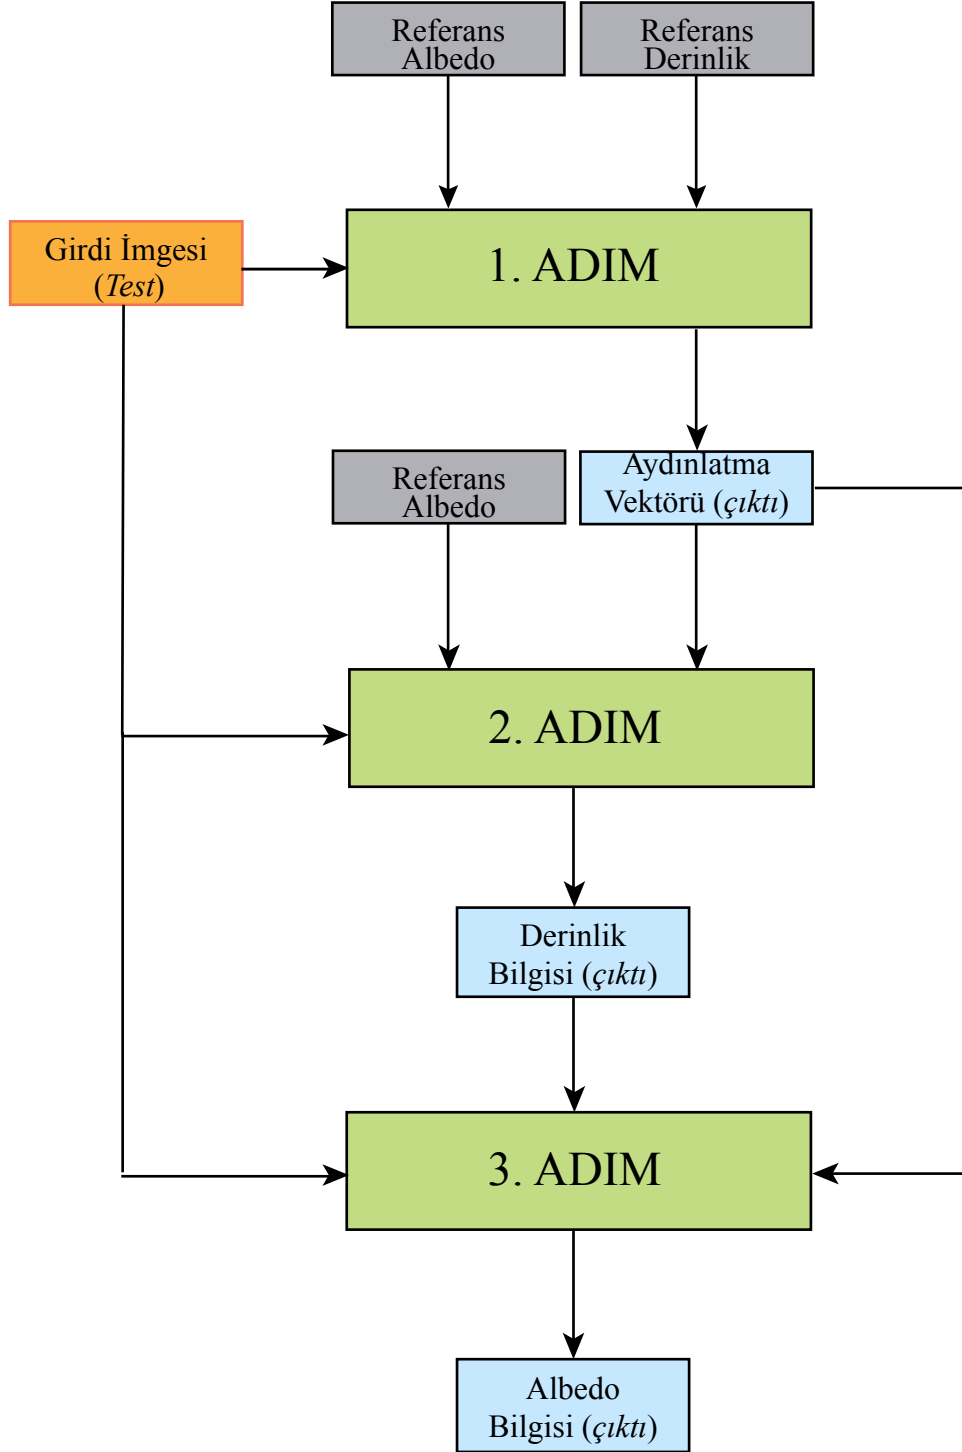 Referans
Albedo
Referans
Derinlik
Girdi İmgesi
(Test)
1. ADIM
Referans
Albedo
Aydınlatma
Vektörü (çıktı)
2. ADIM
Derinlik
Bilgisi (çıktı)
3. ADIM
Albedo
Bilgisi (çıktı)